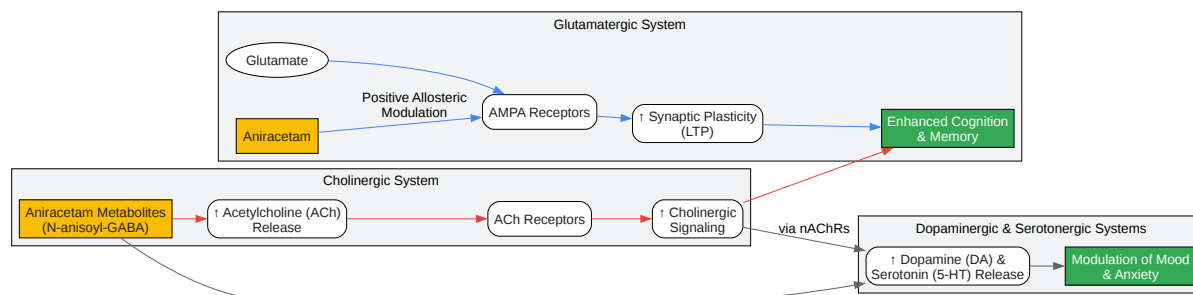 Glutamatergic System
Glutamate
Positive Allosteric
Modulation
Aniracetam
AMPA Receptors
↑ Synaptic Plasticity
(LTP)
Enhanced Cognition
& Memory
Cholinergic System
Aniracetam Metabolites
(N-anisoyl-GABA)
↑ Acetylcholine (ACh)
Release
ACh Receptors
↑ Cholinergic
Signaling
via nAChRs
Dopaminergic & Serotonergic Systems
↑ Dopamine (DA) &
Serotonin (5-HT) Release
Modulation of Mood
& Anxiety